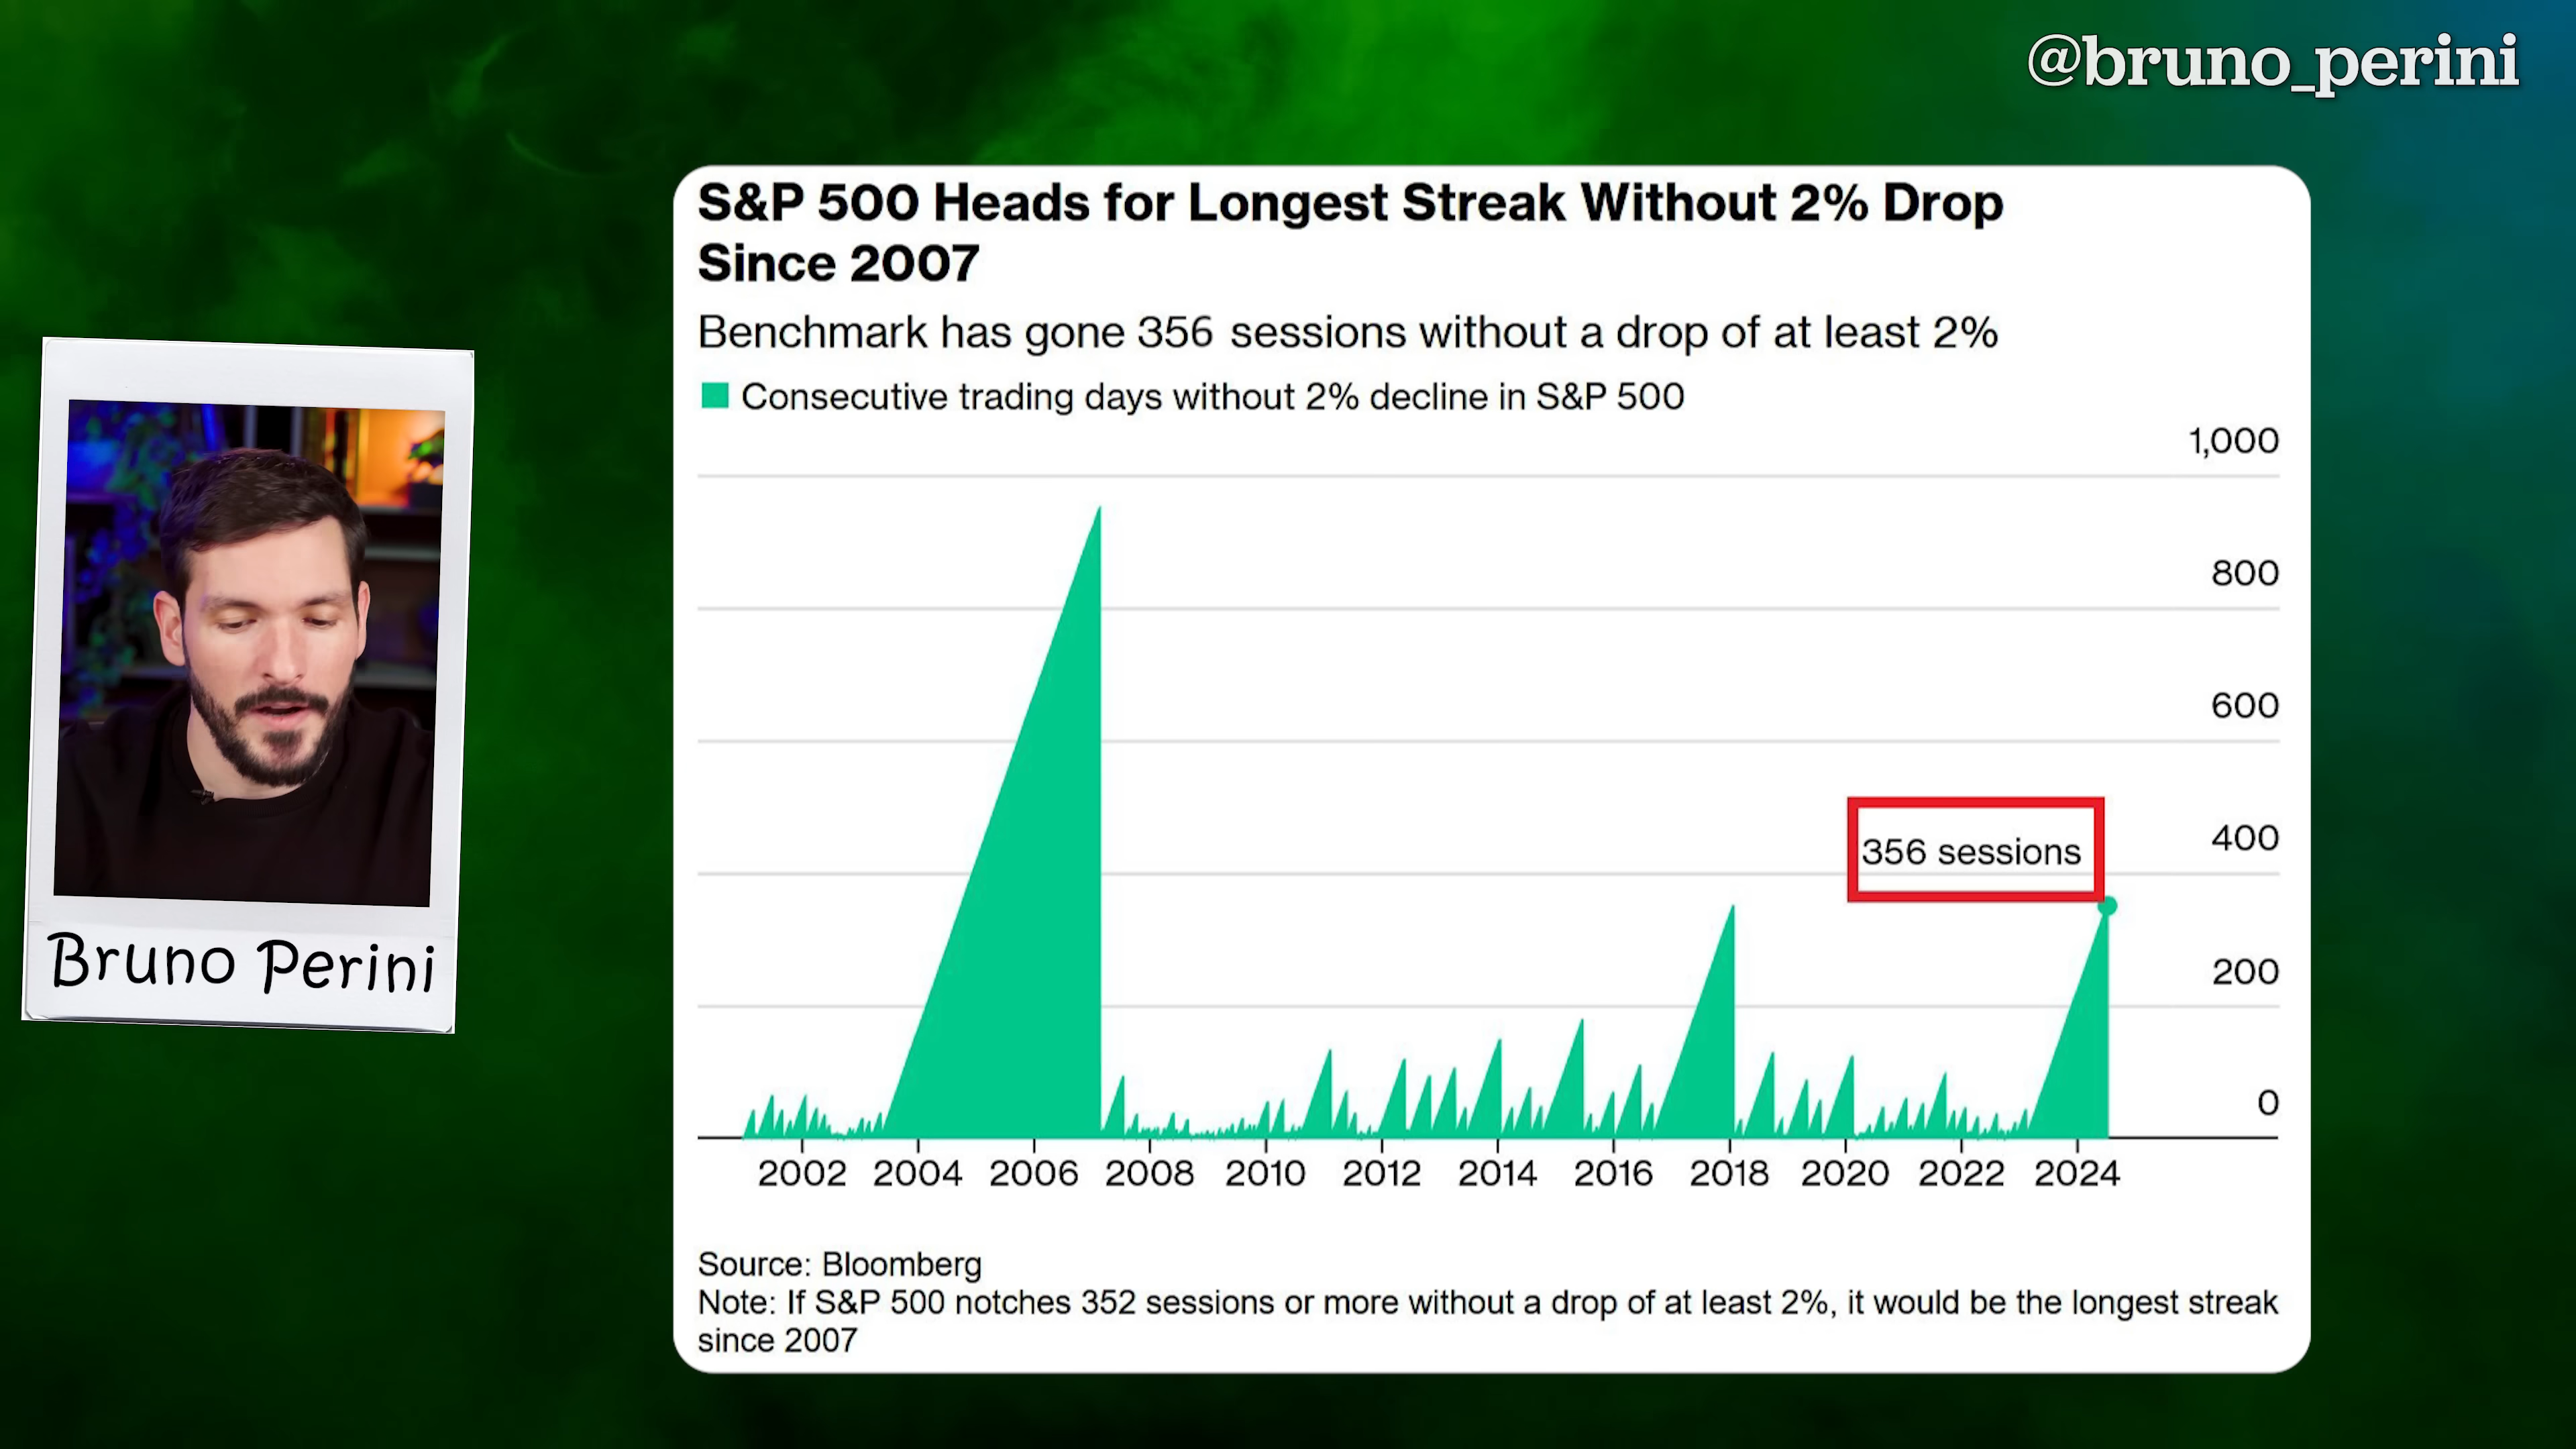 @bruno_perini
S&P 500 Heads for Longest Streak Without 2% Drop
Since 2007
Benchmark has gone 356 sessions without a drop of at least 2%
Consecutive trading days without 2% decline in S&P 500
1,000
800
600
400
200
0
356 sessions
2002 2004 2006 2008 2010 2012 2014 2016 2018 2020 2022 2024
Source: Bloomberg
Note: If S&P 500 notches 352 sessions or more without a drop of at least 2%, it would be the longest streak
since 2007
Bruno Perini